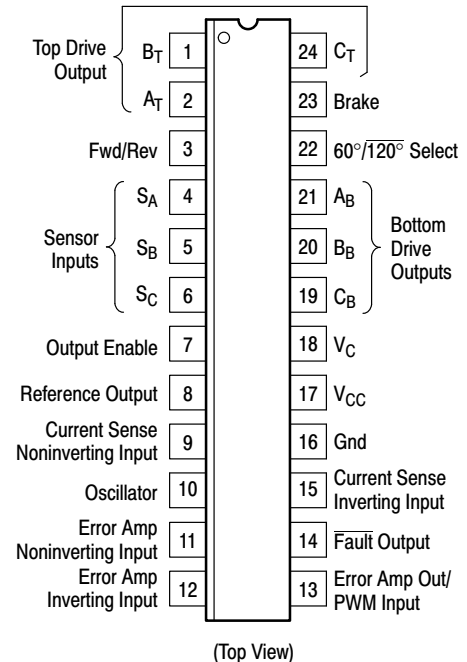 Top Drive
Output
B_T 1
A_T 2
Fwd/Rev 3
Sensor
Inputs
S_A 4
S_B 5
S_C 6
Output Enable 7
Reference Output 8
Current Sense
Noninverting Input 9
Oscillator 10
Error Amp
Noninverting Input 11
Error Amp
Inverting Input 12
24 C_T
23 Brake
22 60°/1̅2̅0̅°̅ Select
21 A_B
20 B_B
19 C_B
Bottom
Drive
Outputs
18 V_C
17 V_CC
16 Gnd
15 Current Sense
Inverting Input
14 F̅a̅u̅l̅t̅ Output
13 Error Amp Out/
PWM Input
(Top View)